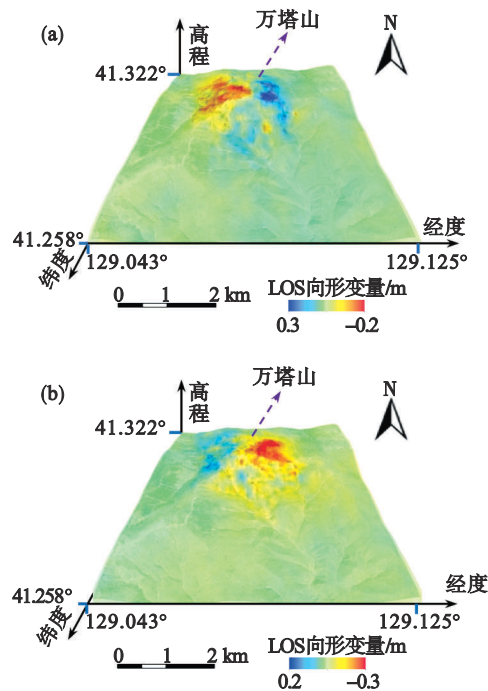 (a)
高程
万塔山
N
41.322°
41.258°
经度
纬度
129.043°
129.125°
0 1 2 km
LOS向形变量/m
0.3 –0.2
(b)
高程
万塔山
N
41.322°
41.258°
经度
纬度
129.043°
129.125°
0 1 2 km
LOS向形变量/m
0.2 –0.3